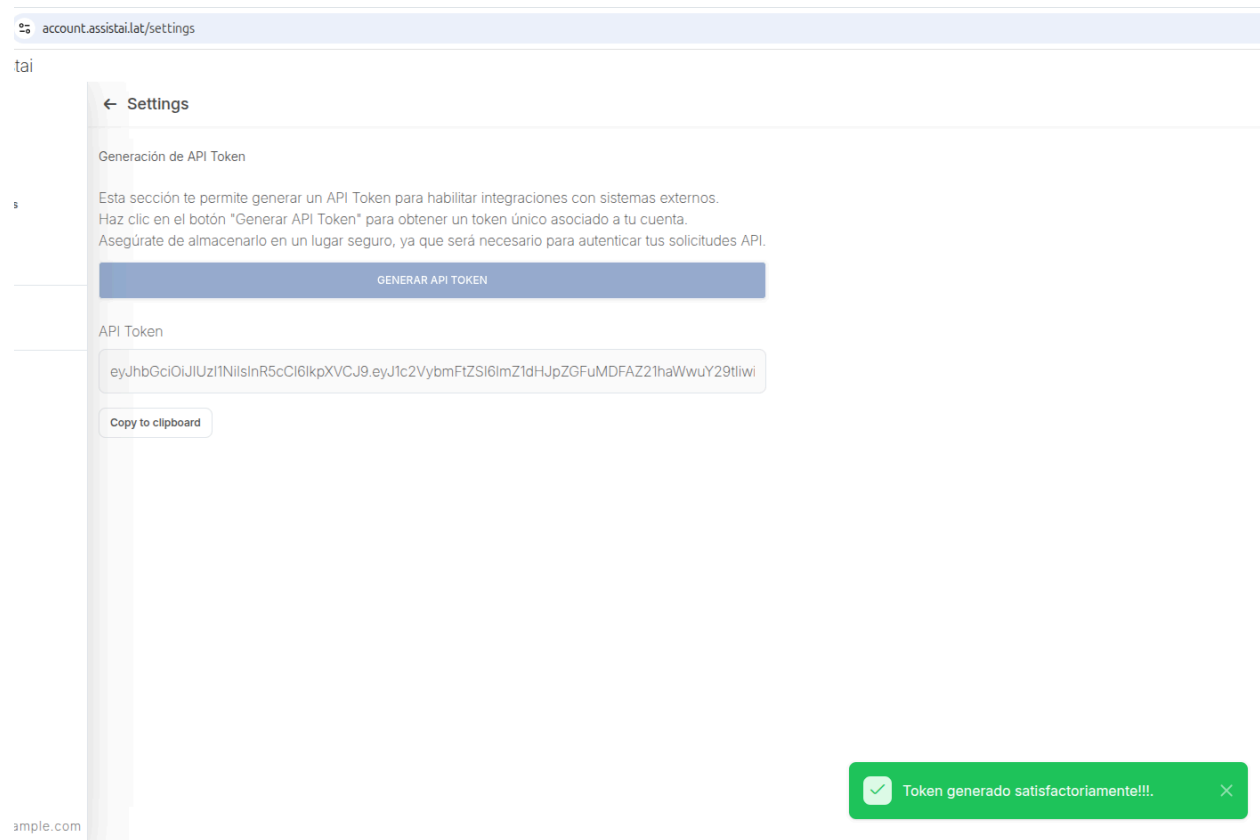 account.assistai.lat/settings
tai
Settings
Generación de API Token
Esta sección te permite generar un API Token para habilitar integraciones con sistemas externos.
s
Haz clic en el botón "Generar API Token" para obtener un token único asociado a tu cuenta.
Asegúrate de almacenarlo en un lugar seguro, ya que será necesario para autenticar tus solicitudes API.
GENERAR API TOKEN
API Token
eyJhbGciOiJIUzI1NiIsInR5cCI6IkpXVCJ9.eyJ1c2VybmFtZSI6ImZ1dHJpZGFuMDFAZ21haWwuY29tIiwi
Copy to clipboard
Token generado satisfactoriamente!!!.
ample.com